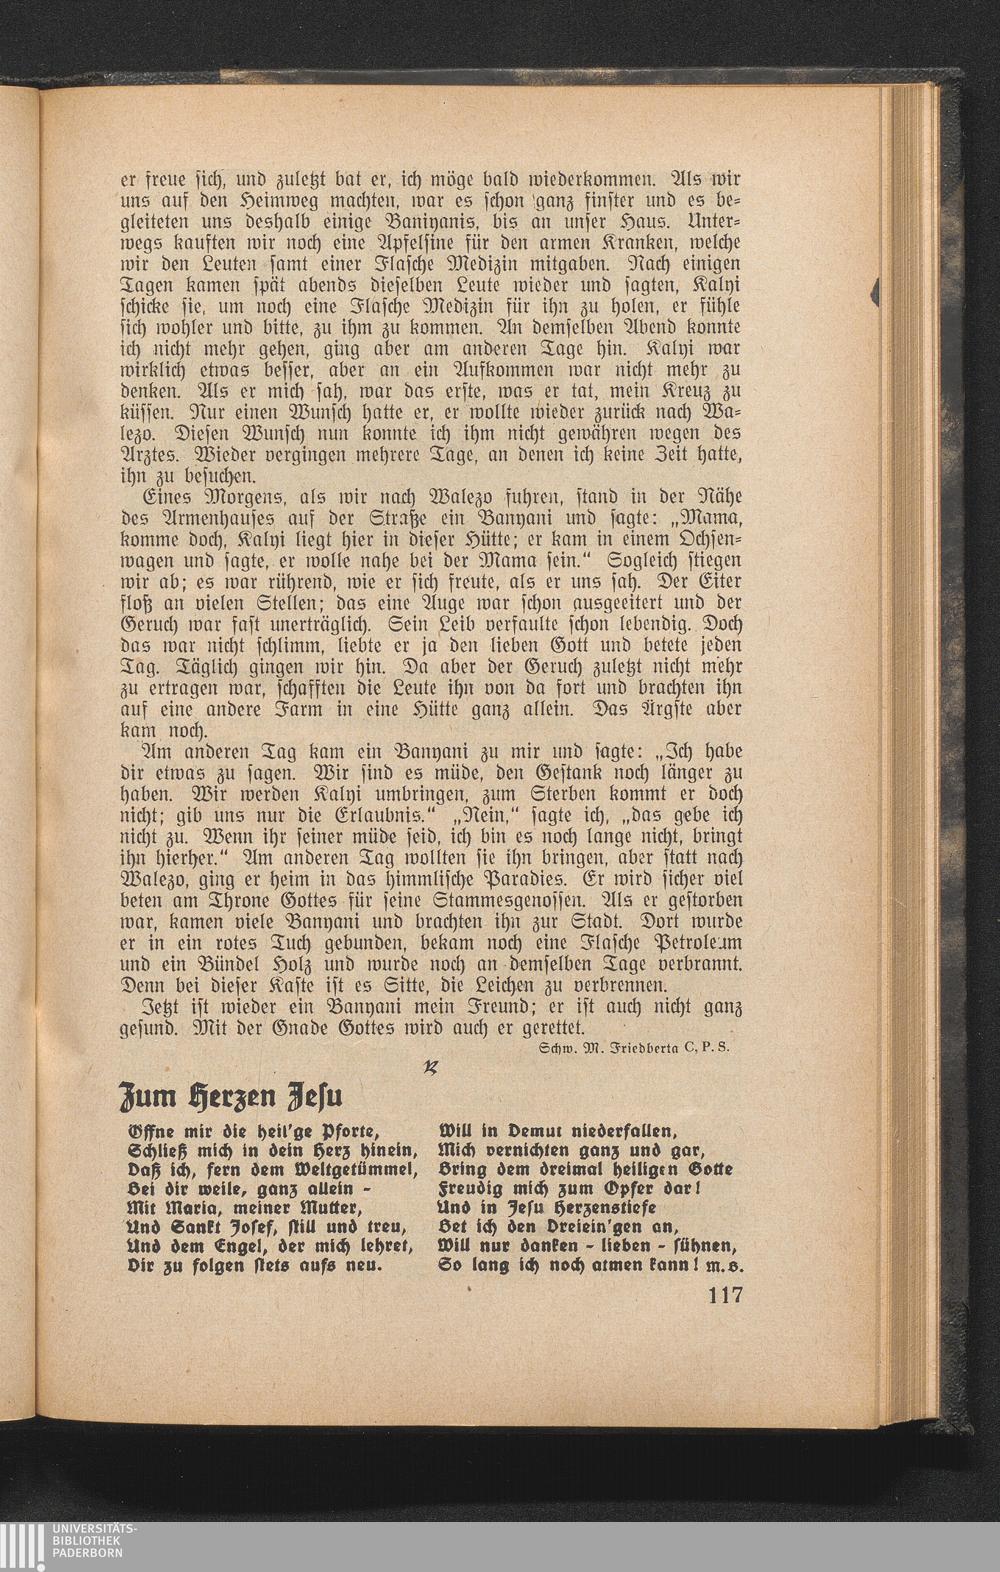 er freue sich, und zuletzt bat er, ich möge bald wiederkommen. Als wir
uns auf den Heimweg machten, war es schon ganz finster und es be-
gleiteten uns deshalb einige Baniyanis, bis an unser Haus. Unter-
wegs kauften wir noch eine Apfelsine für den armen Kranken, welche
wir den Leuten samt einer Flasche Medizin mitgaben. Nach einigen
Tagen kamen spät abends dieselben Leute wieder und sagten, Kalyi
schicke sie, um noch eine Flasche Medizin für ihn zu holen, er fühle
sich wohler und bitte, zu ihm zu kommen. An demselben Abend konnte
ich nicht mehr gehen, ging aber am anderen Tage hin. Kalyi war
wirklich etwas besser, aber an ein Aufkommen war nicht mehr zu
denken. Als er mich sah, war das erste, was er tat, mein Kreuz zu
küssen. Nur einen Wunsch hatte er, er wollte wieder zurück nach Wa-
lezo. Diesen Wunsch nun konnte ich ihm nicht gewähren wegen des
Arztes. Wieder vergingen mehrere Tage, an denen ich keine Zeit hatte,
ihn zu besuchen.
Eines Morgens, als wir nach Walezo fuhren, stand in der Nähe
des Armenhauses auf der Straße ein Banyani und sagte: „Mama,
komme doch, Kalyi liegt hier in dieser Hütte; er kam in einem Ochsen-
wagen und sagte, er wolle nahe bei der Mama sein.“ Sogleich stiegen
wir ab; es war rührend, wie er sich freute, als er uns sah. Der Eiter
floß an vielen Stellen; das eine Auge war schon ausgeeitert und der
Geruch war fast unerträglich. Sein Leib verfaulte schon lebendig. Doch
das war nicht schlimm, liebte er ja den lieben Gott und betete jeden
Tag. Täglich gingen wir hin. Da aber der Geruch zuletzt nicht mehr
zu ertragen war, schafften die Leute ihn von da fort und brachten ihn
auf eine andere Farm in eine Hütte ganz allein. Das Ärgste aber
kam noch.
Am anderen Tag kam ein Banyani zu mir und sagte: „Ich habe
dir etwas zu sagen. Wir sind es müde, den Gestank noch länger zu
haben. Wir werden Kalyi umbringen, zum Sterben kommt er doch
nicht; gib uns nur die Erlaubnis.“ „Nein,“ sagte ich, „das gebe ich
nicht zu. Wenn ihr seiner müde seid, ich bin es noch lange nicht, bringt
ihn hierher.“ Am anderen Tag wollten sie ihn bringen, aber statt nach
Walezo, ging er heim in das himmlische Paradies. Er wird sicher viel
beten am Throne Gottes für seine Stammesgenossen. Als er gestorben
war, kamen viele Banyani und brachten ihn zur Stadt. Dort wurde
er in ein rotes Tuch gebunden, bekam noch eine Flasche Petroleum
und ein Bündel Holz und wurde noch an demselben Tage verbrannt.
Denn bei dieser Kaste ist es Sitte, die Leichen zu verbrennen.
Jetzt ist wieder ein Banyani mein Freund; er ist auch nicht ganz
gesund. Mit der Gnade Gottes wird auch er gerettet.
Schw. M. Friedberta C. P. S.
Zum Herzen Jesu
Öffne mir die heil'ge Pforte,
Schließ mich in dein Herz hinein,
Daß ich, fern dem Weltgetümmel,
Bei dir weile, ganz allein -
Mit Maria, meiner Mutter,
Und Sankt Josef, still und treu,
Und dem Engel, der mich lehret,
Dir zu folgen stets aufs neu.
Will in Demut niederfallen,
Mich vernichten ganz und gar,
Bring dem dreimal heiligen Gotte
Freudig mich zum Opfer dar!
Und in Jesu Herzenstiefe
Bet ich den Dreiein'gen an,
Will nur danken - lieben - sühnen,
So lang ich noch atmen kann! M. S.
117
UNIVERSITÄTS-
BIBLIOTHEK
PADERBORN